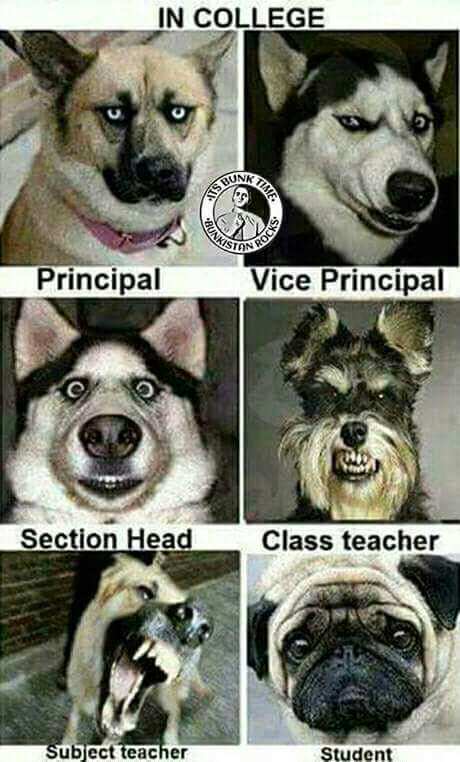 IN COLLEGE
ITS BUNK TIME
BUNKISTAN ROCKS
Principal
Vice Principal
Section Head
Class teacher
Subject teacher
Student